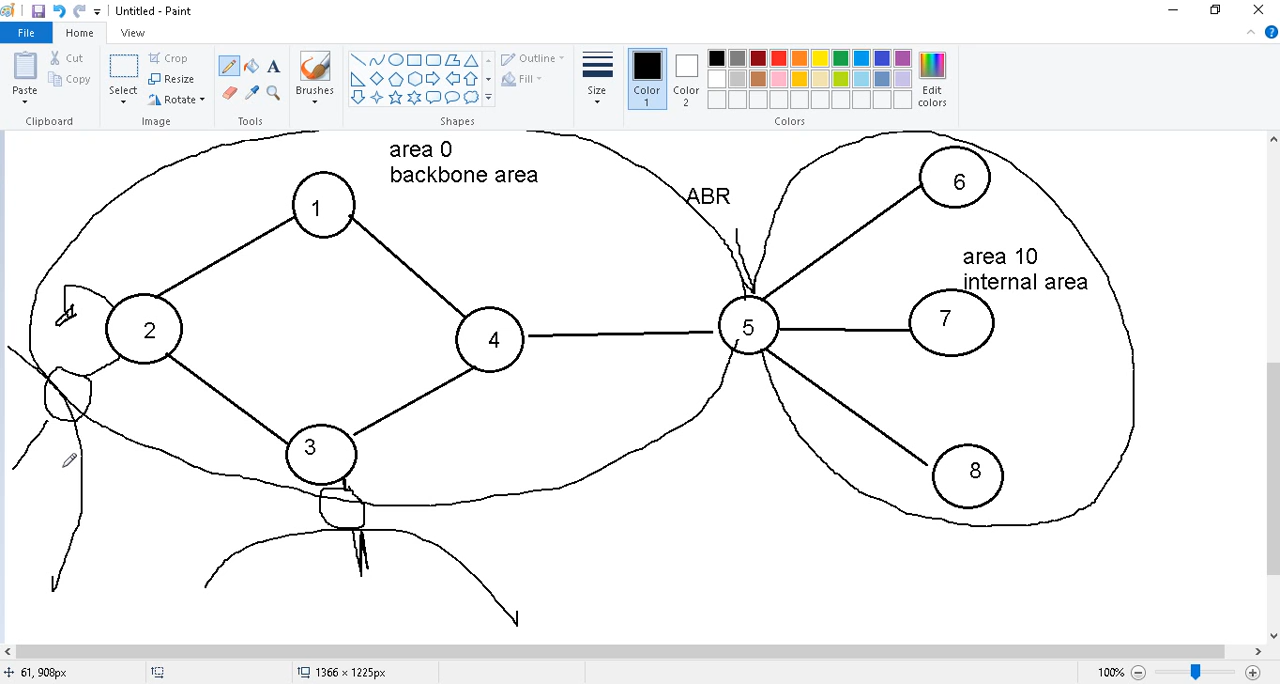 Untitled - Paint
File
Home
View
Paste
Cut
Copy
Clipboard
Select
Crop
Resize
Rotate
Image
A
Tools
Brushes
Shapes
Outline
Fill
Size
Color 1
Color 2
Edit colors
Colors
area 0
backbone area
ABR
1
2
3
4
5
6
area 10
internal area
7
8
61, 908px
1366 × 1225px
100%